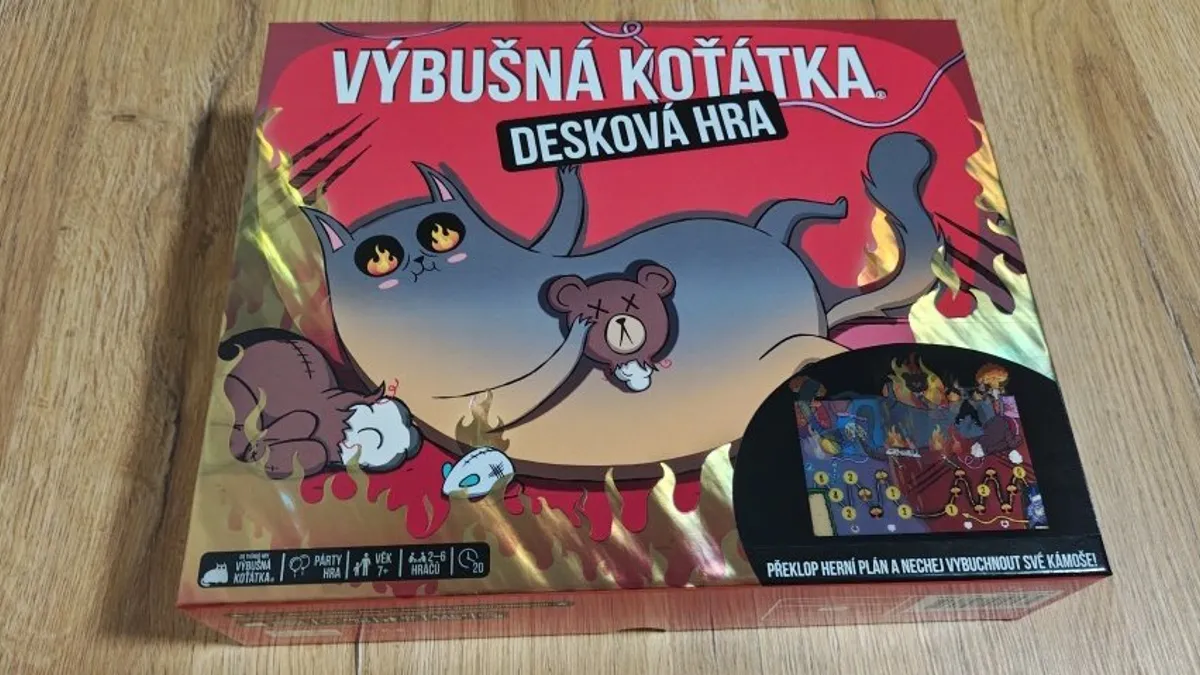 VÝBUŠNÁ KOŤÁTKA®
DESKOVÁ HRA
VÝBUŠNÁ
KOŤÁTKA®
PÁRTY
HRA
VĚK
7+
2–6
HRÁČŮ
20
PŘEKLOP HERNÍ PLÁN A NECHEJ VYBUCHNOUT SVÉ KÁMOŠE!